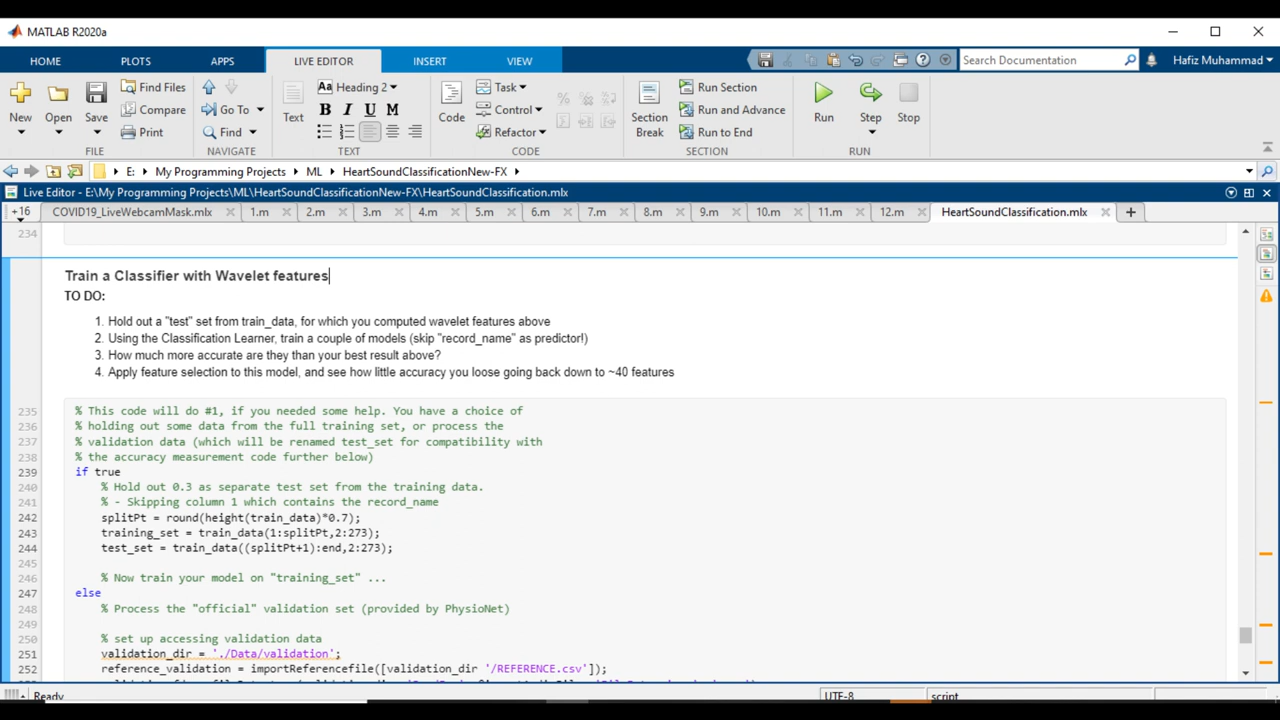 MATLAB R2020a
HOME PLOTS APPS LIVE EDITOR INSERT VIEW Search Documentation Hafiz Muhammad
New Open Save Find Files Compare Print
FILE
Go To Find
NAVIGATE
Text Aa Heading 2
B I U M
TEXT
Code Task Control Refactor
CODE
Section Break Run Section Run and Advance Run to End
SECTION
Run Step Stop
RUN
E: My Programming Projects ML HeartSoundClassificationNew-FX
Live Editor - E:\My Programming Projects\ML\HeartSoundClassificationNew-FX\HeartSoundClassification.mlx
+16 COVID19_LiveWebcamMask.mlx 1.m 2.m 3.m 4.m 5.m 6.m 7.m 8.m 9.m 10.m 11.m 12.m HeartSoundClassification.mlx
234
Train a Classifier with Wavelet features
TO DO:
1. Hold out a "test" set from train_data, for which you computed wavelet features above
2. Using the Classification Learner, train a couple of models (skip "record_name" as predictor!)
3. How much more accurate are they than your best result above?
4. Apply feature selection to this model, and see how little accuracy you loose going back down to ~40 features
235 % This code will do #1, if you needed some help. You have a choice of
236 % holding out some data from the full training set, or process the
237 % validation data (which will be renamed test_set for compatibility with
238 % the accuracy measurement code further below)
239 if true
240 % Hold out 0.3 as separate test set from the training data.
241 % - Skipping column 1 which contains the record_name
242 splitPt = round(height(train_data)*0.7);
243 training_set = train_data(1:splitPt,2:273);
244 test_set = train_data((splitPt+1):end,2:273);
245
246 % Now train your model on "training_set" ...
247 else
248 % Process the "official" validation set (provided by PhysioNet)
249
250 % set up accessing validation data
251 validation_dir = './Data/validation';
252 reference_validation = importReferencefile([validation_dir '/REFERENCE.csv']);
Ready UTF-8 script